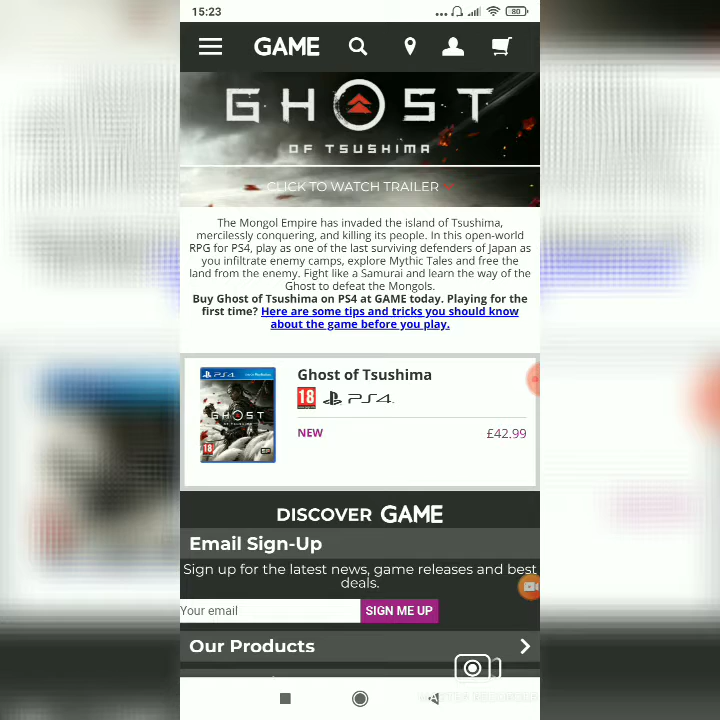 15:23
80
GAME
GHOST
OF TSUSHIMA
CLICK TO WATCH TRAILER
The Mongol Empire has invaded the island of Tsushima,
mercilessly conquering, and killing its people. In this open-world
RPG for PS4, play as one of the last surviving defenders of Japan as
you infiltrate enemy camps, explore Mythic Tales and free the
land from the enemy. Fight like a Samurai and learn the way of the
Ghost to defeat the Mongols.
Buy Ghost of Tsushima on PS4 at GAME today. Playing for the
first time? Here are some tips and tricks you should know
about the game before you play.
PS4
GHOST
18
Ghost of Tsushima
18 PS4
NEW £42.99
DISCOVER GAME
Email Sign-Up
Sign up for the latest news, game releases and best
deals.
Your email SIGN ME UP
Our Products